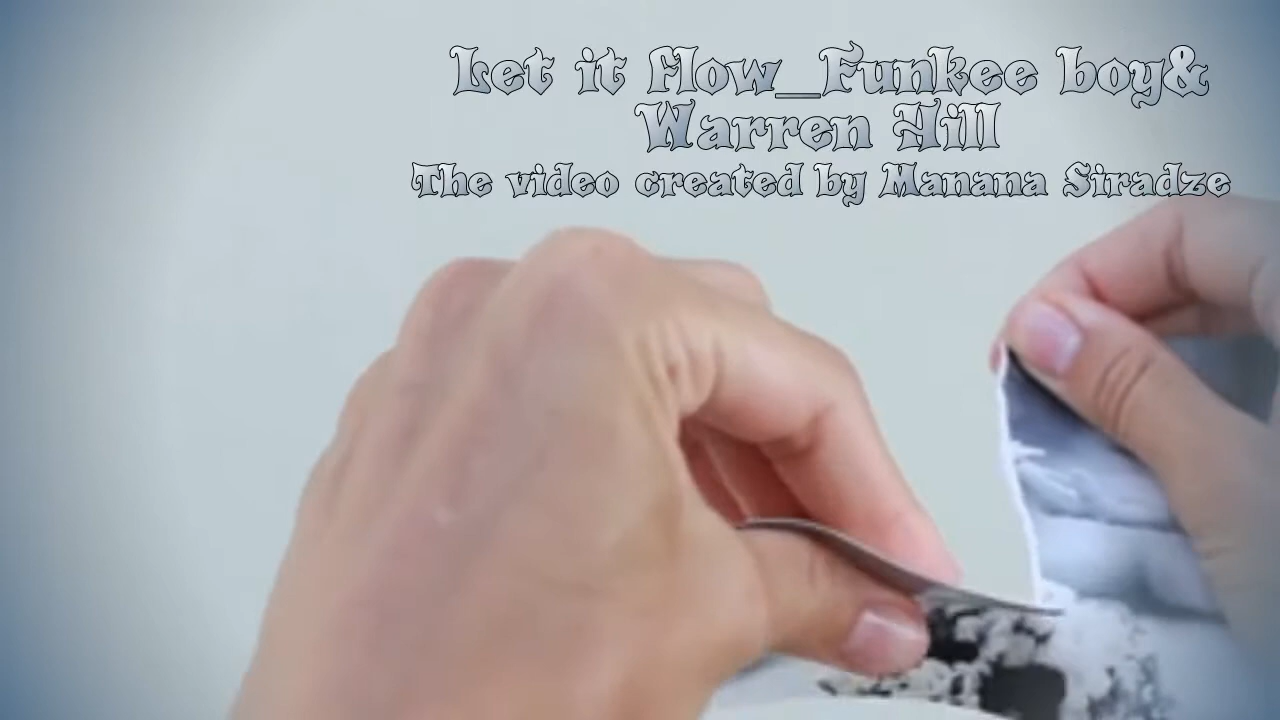 Let it flow_Funkee boy&
Warren Hill
The video created by Manana Siradze